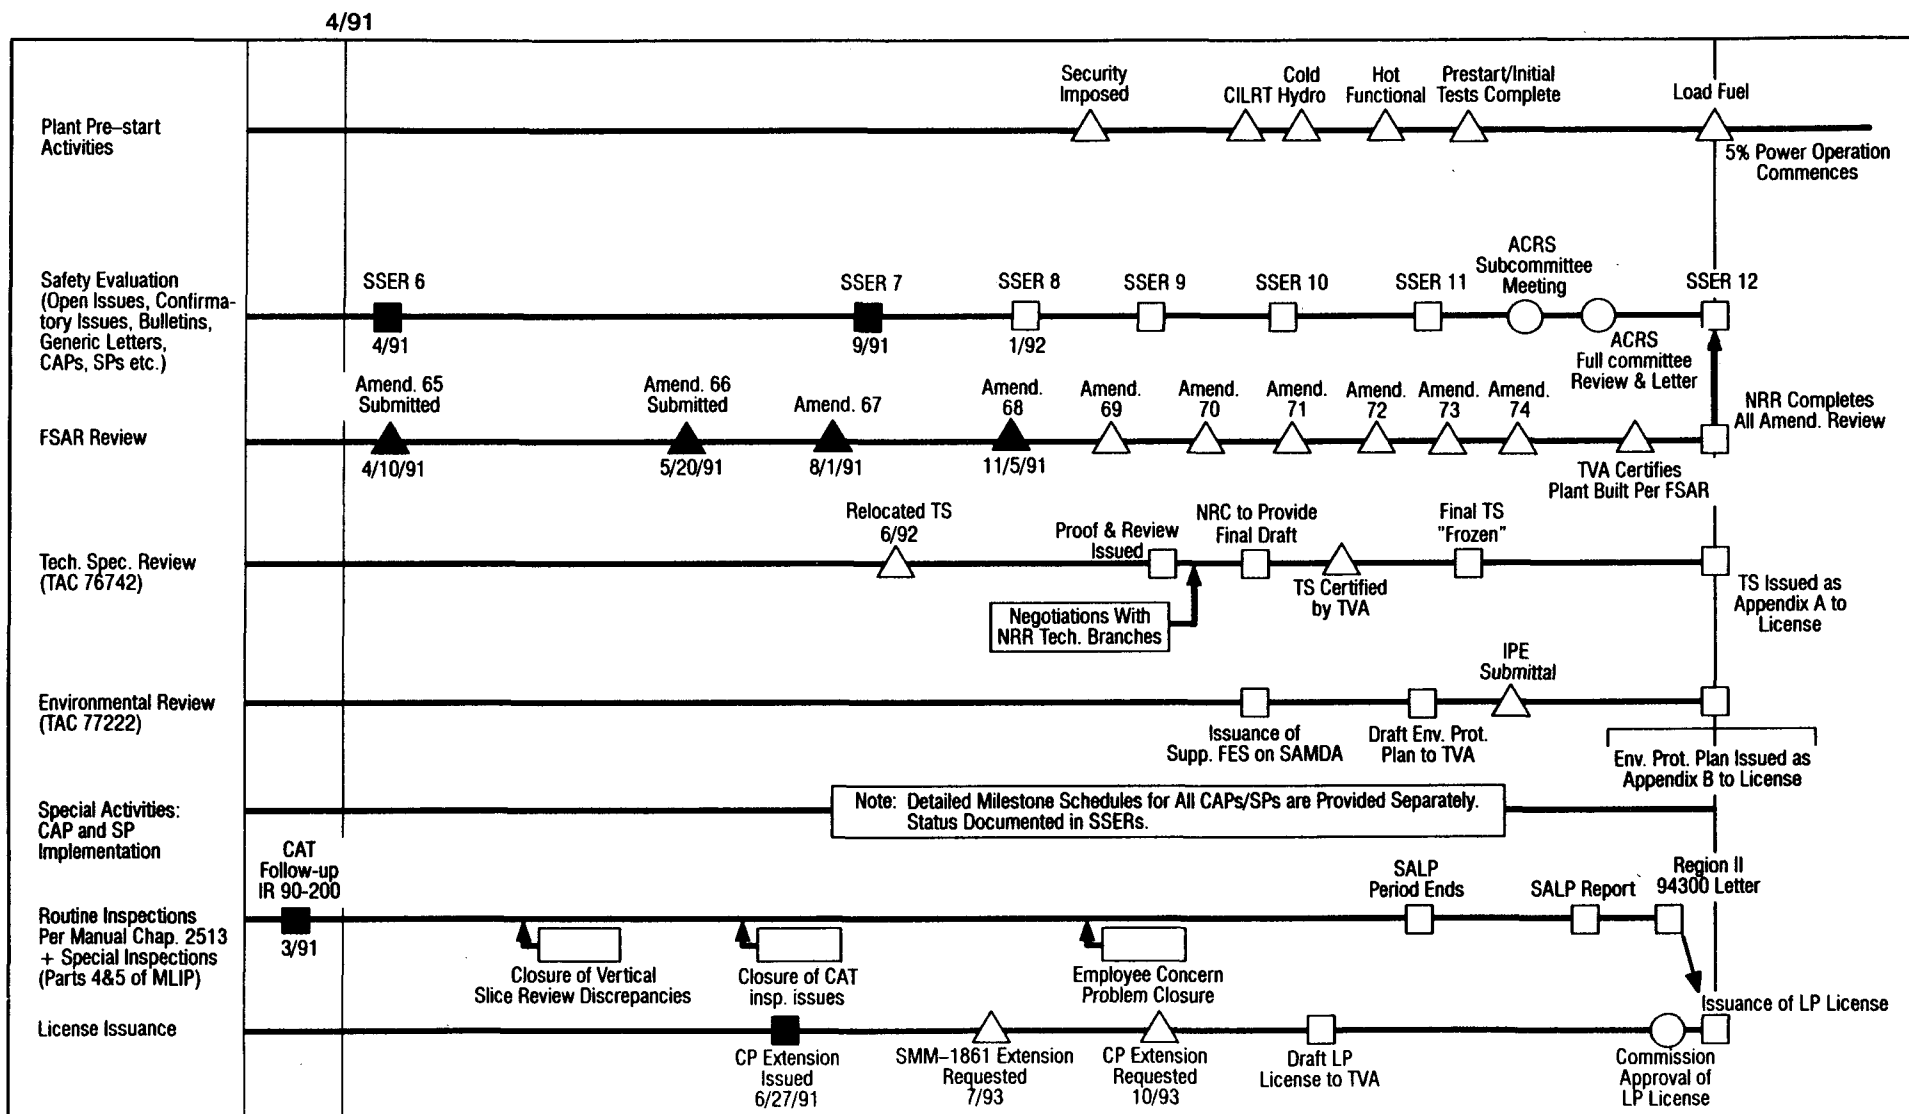 4/91
Plant Pre–start
Activities
Security
Imposed
CILRT
Cold
Hydro
Hot
Functional
Prestart/Initial
Tests Complete
Load Fuel
5% Power Operation
Commences
Safety Evaluation
(Open Issues, Confirma-
tory Issues, Bulletins,
Generic Letters,
CAPs, SPs etc.)
SSER 6
4/91
SSER 7
9/91
SSER 8
1/92
SSER 9
SSER 10
SSER 11
ACRS
Subcommittee
Meeting
ACRS
Full committee
Review & Letter
SSER 12
FSAR Review
Amend. 65
Submitted
4/10/91
Amend. 66
Submitted
5/20/91
Amend. 67
8/1/91
Amend.
68
11/5/91
Amend.
69
Amend.
70
Amend.
71
Amend.
72
Amend.
73
Amend.
74
TVA Certifies
Plant Built Per FSAR
NRR Completes
All Amend. Review
Tech. Spec. Review
(TAC 76742)
Relocated TS
6/92
Proof & Review
Issued
Negotiations With
NRR Tech. Branches
NRC to Provide
Final Draft
TS Certified
by TVA
Final TS
"Frozen"
TS Issued as
Appendix A to
License
Environmental Review
(TAC 77222)
Issuance of
Supp. FES on SAMDA
Draft Env. Prot.
Plan to TVA
IPE
Submittal
Env. Prot. Plan Issued as
Appendix B to License
Special Activities:
CAP and SP
Implementation
Note: Detailed Milestone Schedules for All CAPs/SPs are Provided Separately.
Status Documented in SSERs.
Routine Inspections
Per Manual Chap. 2513
+ Special Inspections
(Parts 4&5 of MLIP)
CAT
Follow-up
IR 90-200
3/91
Closure of Vertical
Slice Review Discrepancies
Closure of CAT
insp. issues
Employee Concern
Problem Closure
SALP
Period Ends
SALP Report
Region II
94300 Letter
License Issuance
CP Extension
Issued
6/27/91
SMM–1861 Extension
Requested
7/93
CP Extension
Requested
10/93
Draft LP
License to TVA
Commission
Approval of
LP License
Issuance of LP License